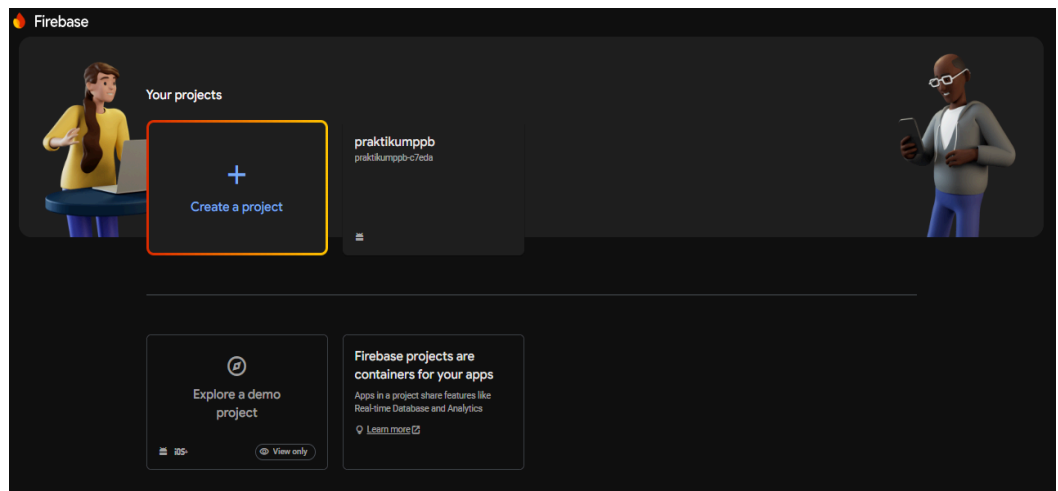 Firebase
Your projects
Create a project
praktikumppb
praktikumppb-c7eda
Explore a demo
project
iOS+
View only
Firebase projects are
containers for your apps
Apps in a project share features like
Real-time Database and Analytics
Learn more